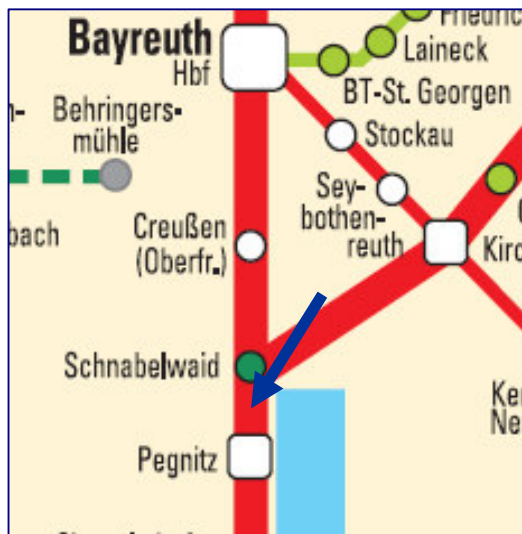 Bayreuth
Hbf
Laineck
BT-St. Georgen
Behringers-
mühle
Stockau
Sey-
bothen-
reuth
bach
Creußen
(Oberfr.)
Schnabelwaid
Pegnitz